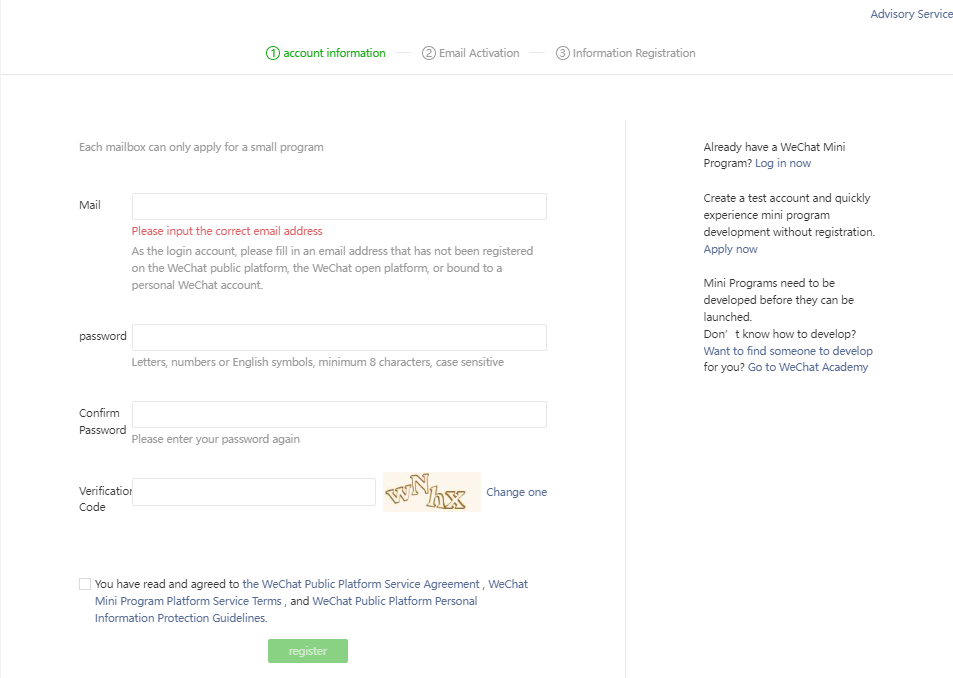 Advisory Service
① account information — ② Email Activation — ③ Information Registration
Each mailbox can only apply for a small program
Mail
Please input the correct email address
As the login account, please fill in an email address that has not been registered
on the WeChat public platform, the WeChat open platform, or bound to a
personal WeChat account.
password
Letters, numbers or English symbols, minimum 8 characters, case sensitive
Confirm
Password
Please enter your password again
Verification
Code
wNhx
Change one
You have read and agreed to the WeChat Public Platform Service Agreement , WeChat
Mini Program Platform Service Terms , and WeChat Public Platform Personal
Information Protection Guidelines.
register
Already have a WeChat Mini
Program? Log in now
Create a test account and quickly
experience mini program
development without registration.
Apply now
Mini Programs need to be
developed before they can be
launched.
Don’t know how to develop?
Want to find someone to develop
for you? Go to WeChat Academy